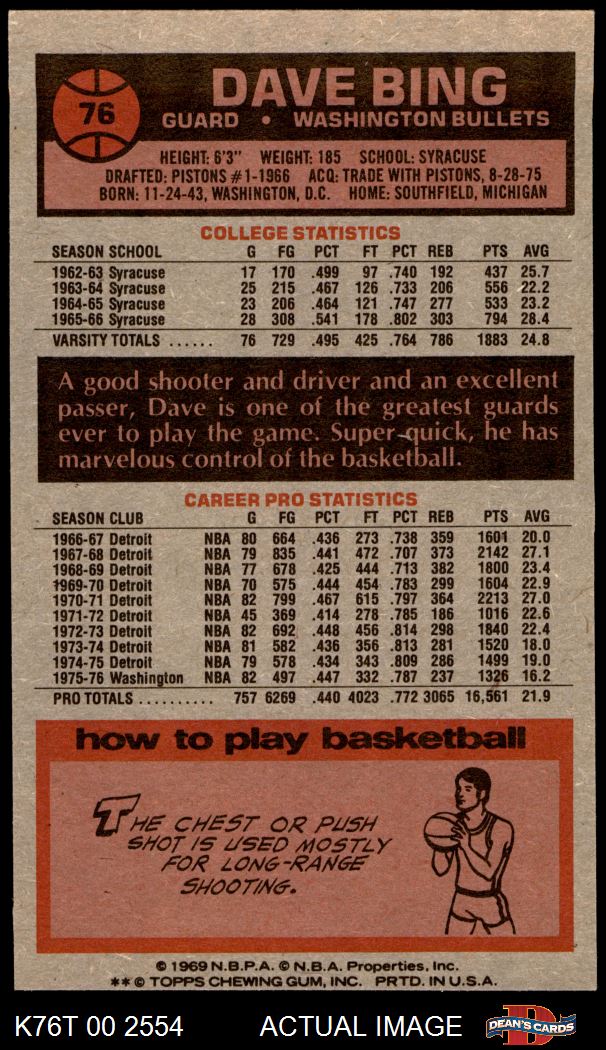 76
DAVE BING
GUARD • WASHINGTON BULLETS
HEIGHT: 6'3" WEIGHT: 185 SCHOOL: SYRACUSE
DRAFTED: PISTONS #1-1966 ACQ: TRADE WITH PISTONS, 8-28-75
BORN: 11-24-43, WASHINGTON, D.C. HOME: SOUTHFIELD, MICHIGAN
COLLEGE STATISTICS
SEASON SCHOOL G FG PCT FT PCT REB PTS AVG
1962-63 Syracuse 17 170 .499 97 .740 192 437 25.7
1963-64 Syracuse 25 215 .467 126 .733 206 556 22.2
1964-65 Syracuse 23 206 .464 121 .747 277 533 23.2
1965-66 Syracuse 28 308 .541 178 .802 303 794 28.4
VARSITY TOTALS ...... 76 729 .495 425 .764 786 1883 24.8
A good shooter and driver and an excellent
passer, Dave is one of the greatest guards
ever to play the game. Super-quick, he has
marvelous control of the basketball.
CAREER PRO STATISTICS
SEASON CLUB G FG PCT FT PCT REB PTS AVG
1966-67 Detroit NBA 80 664 .436 273 .738 359 1601 20.0
1967-68 Detroit NBA 79 835 .441 472 .707 373 2142 27.1
1968-69 Detroit NBA 77 678 .425 444 .713 382 1800 23.4
1969-70 Detroit NBA 70 575 .444 454 .783 299 1604 22.9
1970-71 Detroit NBA 82 799 .467 615 .797 364 2213 27.0
1971-72 Detroit NBA 45 369 .414 278 .785 186 1016 22.6
1972-73 Detroit NBA 82 692 .448 456 .814 298 1840 22.4
1973-74 Detroit NBA 81 582 .436 356 .813 281 1520 18.0
1974-75 Detroit NBA 79 578 .434 343 .809 286 1499 19.0
1975-76 Washington NBA 82 497 .447 332 .787 237 1326 16.2
PRO TOTALS .......... 757 6269 .440 4023 .772 3065 16,561 21.9
how to play basketball
THE CHEST OR PUSH
SHOT IS USED MOSTLY
FOR LONG-RANGE
SHOOTING.
© 1969 N.B.P.A. © N.B.A. Properties, Inc.
**© TOPPS CHEWING GUM, INC. PRTD. IN U.S.A.
K76T 00 2554 ACTUAL IMAGE D DEAN'S CARDS